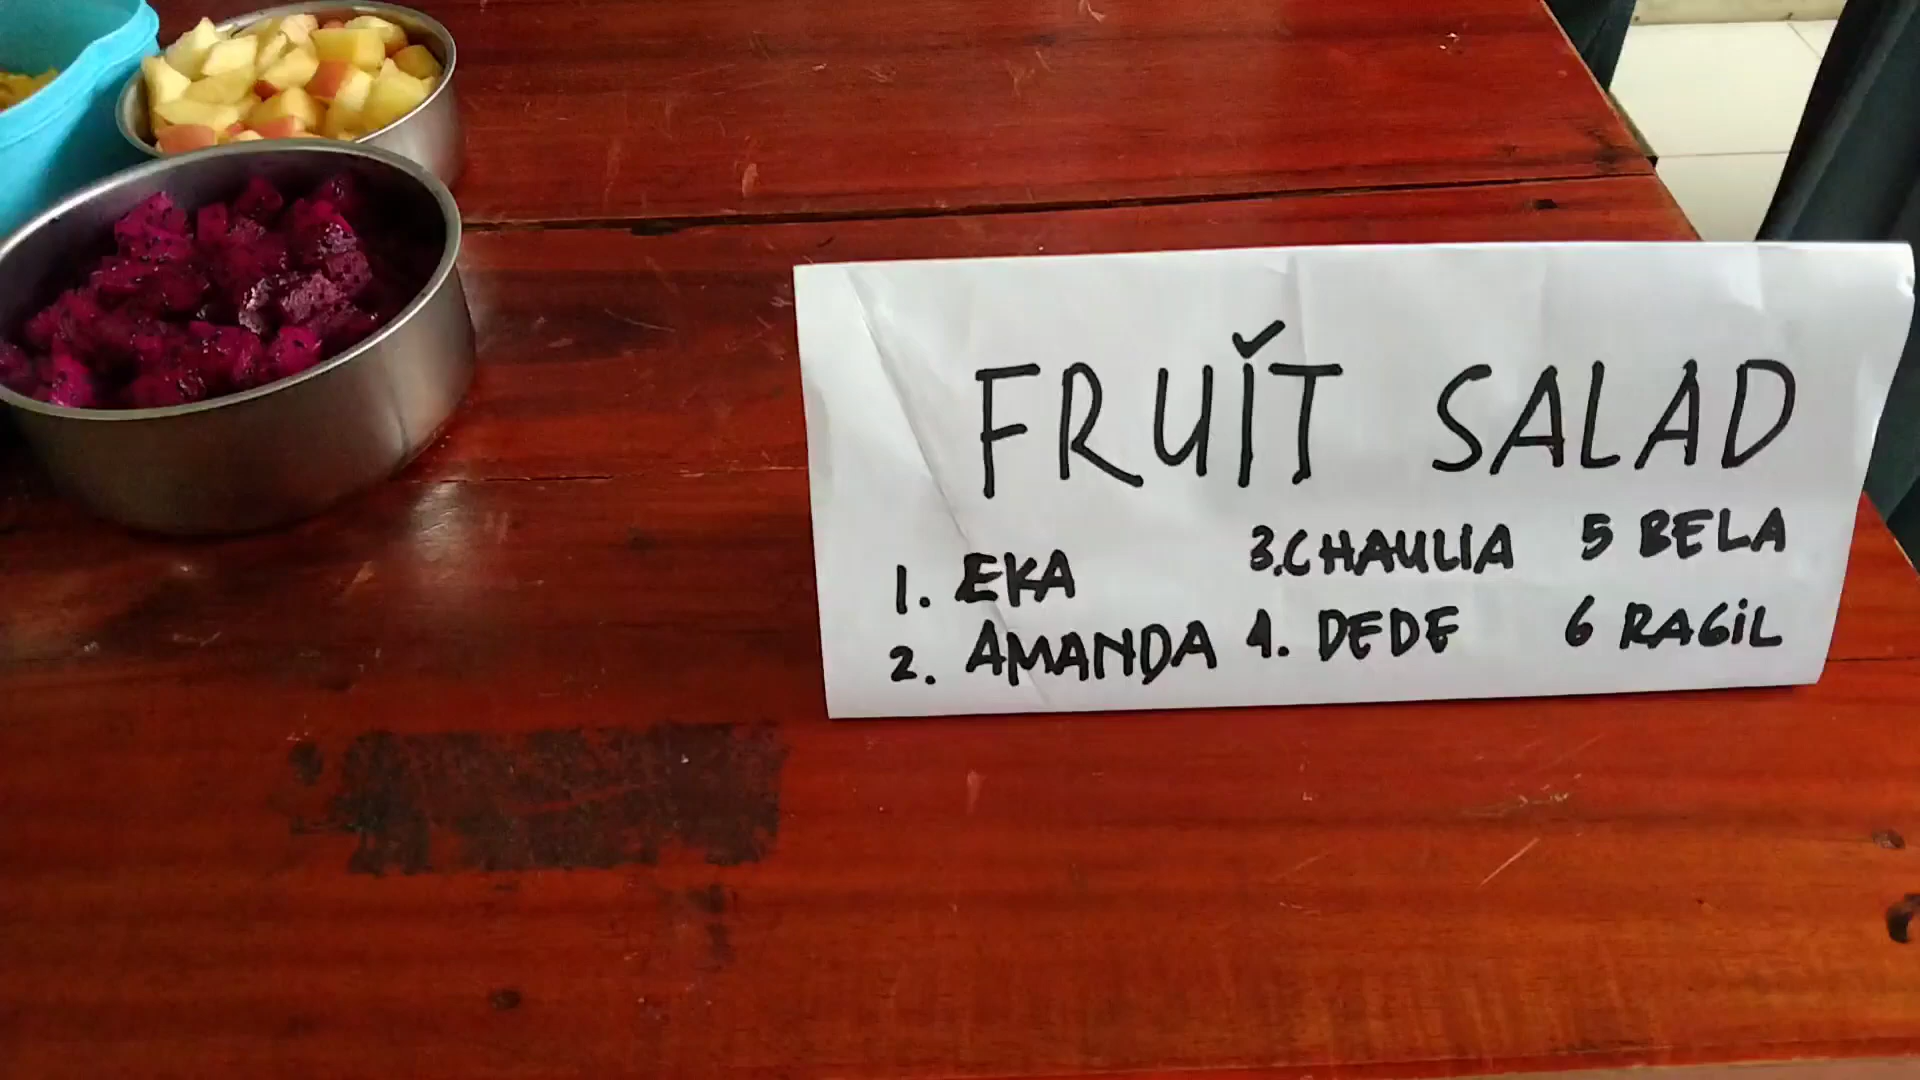 FRUIT SALAD
1. EKA 3. CHAULIA 5 BELA
2. AMANDA 4. DEDE 6 RAGIL